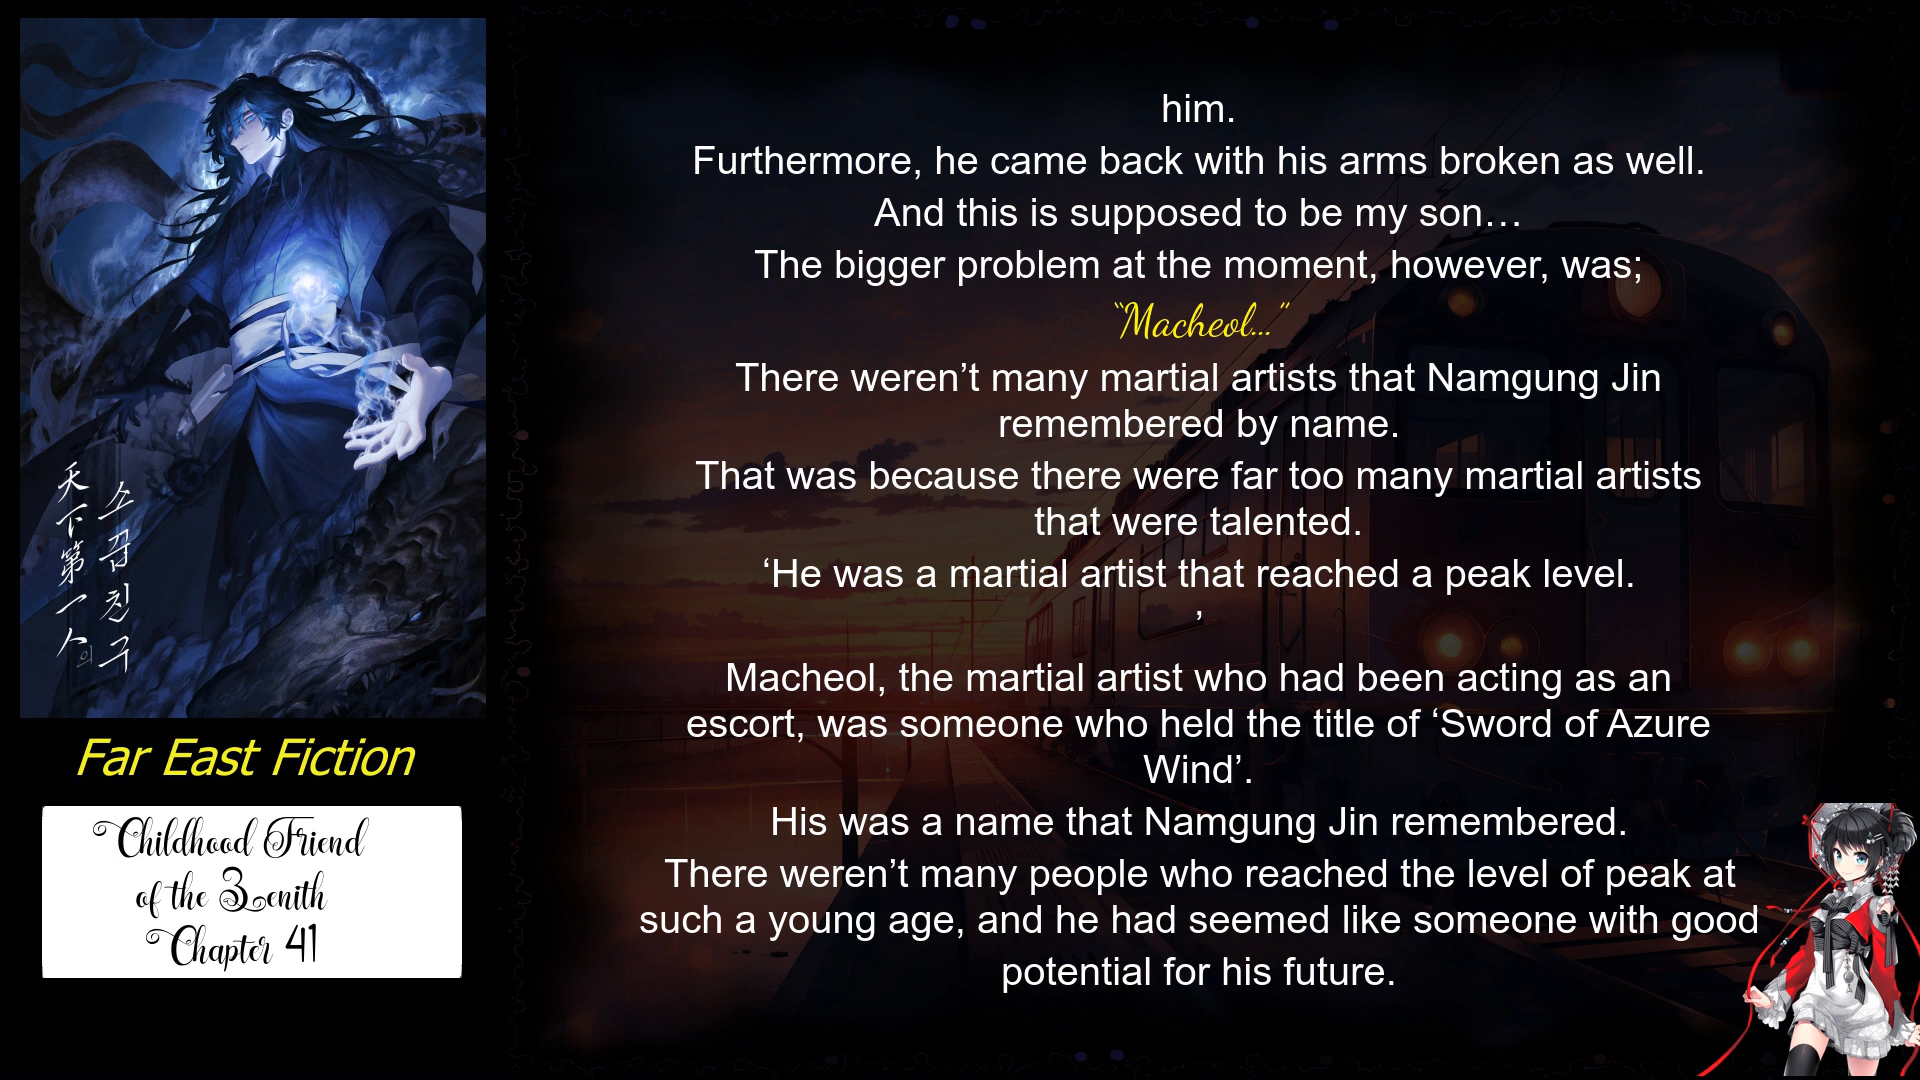 天下第一人의
소꿉친구
Far East Fiction
Childhood Friend
of the Zenith
Chapter 41
him.
Furthermore, he came back with his arms broken as well.
And this is supposed to be my son…
The bigger problem at the moment, however, was;
“Macheol...”
There weren’t many martial artists that Namgung Jin
remembered by name.
That was because there were far too many martial artists
that were talented.
‘He was a martial artist that reached a peak level.
’
Macheol, the martial artist who had been acting as an
escort, was someone who held the title of ‘Sword of Azure
Wind’.
His was a name that Namgung Jin remembered.
There weren’t many people who reached the level of peak at
such a young age, and he had seemed like someone with good
potential for his future.